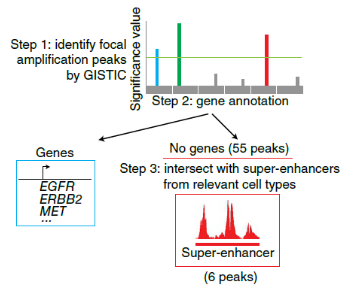 Significance value
Step 1: identify focal
amplification peaks
by GISTIC
Step 2: gene annotation
Genes
EGFR
ERBB2
MET
...
No genes (55 peaks)
Step 3: intersect with super-enhancers
from relevant cell types
Super-enhancer
(6 peaks)